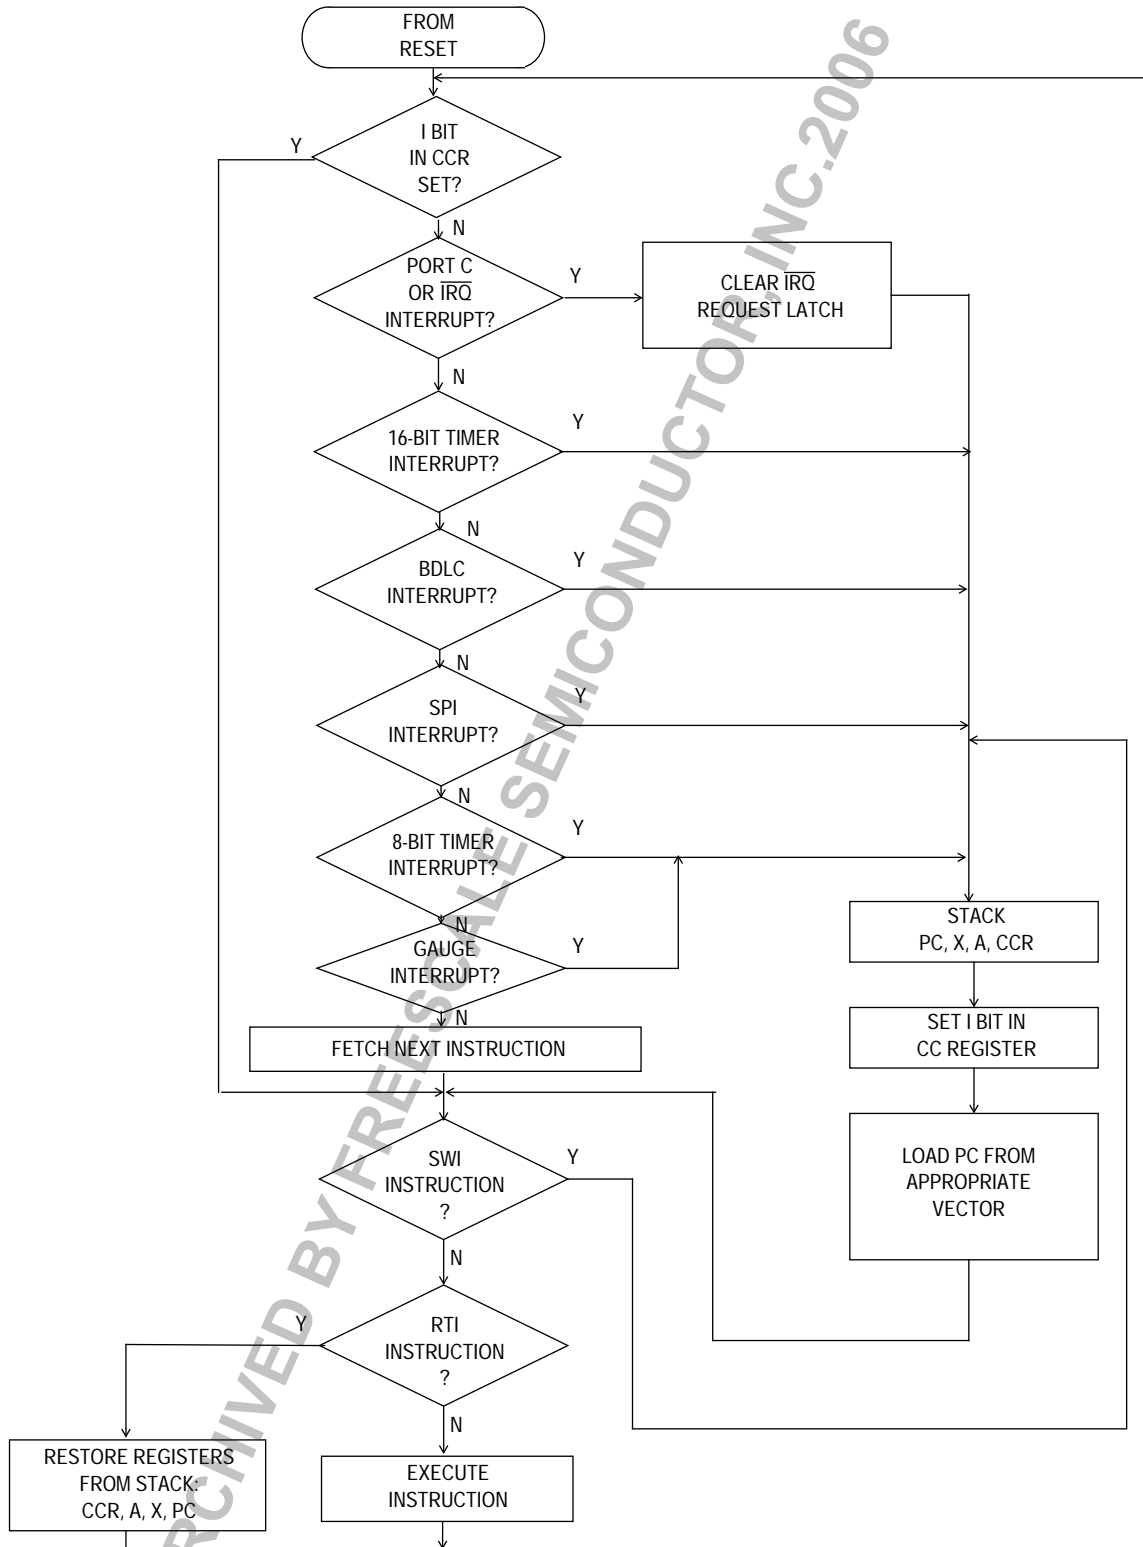 FROM
RESET
I BIT
IN CCR
SET?
Y
N
PORT C
OR IRQ
INTERRUPT?
Y
CLEAR IRQ
REQUEST LATCH
N
16-BIT TIMER
INTERRUPT?
Y
N
BDLC
INTERRUPT?
Y
N
SPI
INTERRUPT?
Y
N
8-BIT TIMER
INTERRUPT?
Y
N
GAUGE
INTERRUPT?
Y
N
STACK
PC, X, A, CCR
SET I BIT IN
CC REGISTER
LOAD PC FROM
APPROPRIATE
VECTOR
FETCH NEXT INSTRUCTION
SWI
INSTRUCTION
?
Y
N
RTI
INSTRUCTION
?
Y
N
RESTORE REGISTERS
FROM STACK:
CCR, A, X, PC
EXECUTE
INSTRUCTION
RCHIVED BY FREESCALE SEMICONDUCTOR, INC.2006